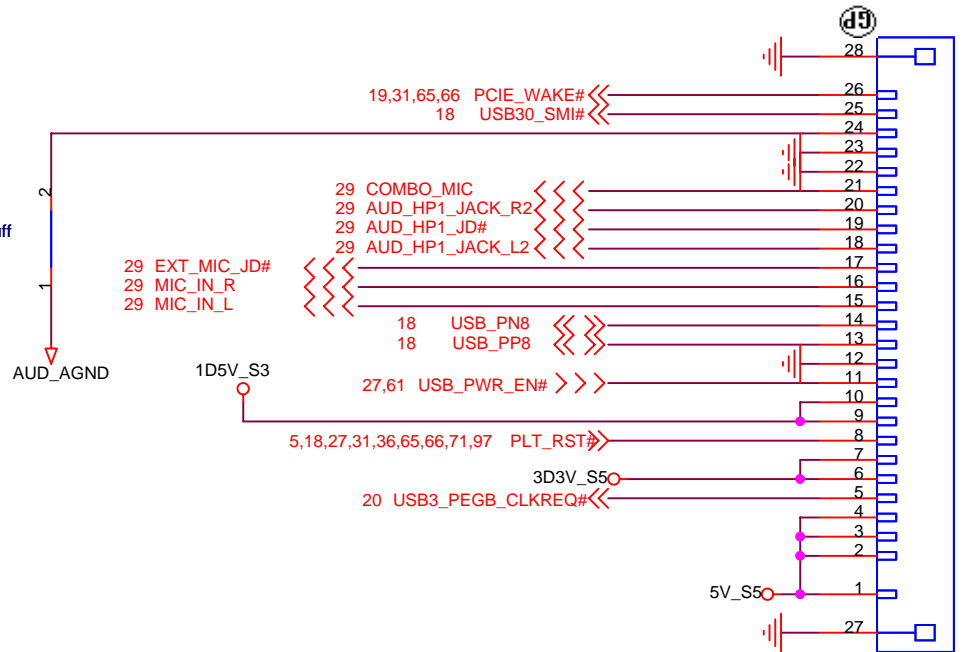 GP
28
19,31,65,66 PCIE_WAKE# 26
18 USB30_SMI# 25
24
23
22
2
29 COMBO_MIC 21
29 AUD_HP1_JACK_R2 20
29 AUD_HP1_JD# 19
uff
29 AUD_HP1_JACK_L2 18
29 EXT_MIC_JD# 17
29 MIC_IN_R 16
1
29 MIC_IN_L 15
18 USB_PN8 14
18 USB_PP8 13
AUD_AGND
1D5V_S3
12
27,61 USB_PWR_EN# 11
10
9
5,18,27,31,36,65,66,71,97 PLT_RST# 8
7
3D3V_S5 6
20 USB3_PEGB_CLKREQ# 5
4
3
2
5V_S5 1
27